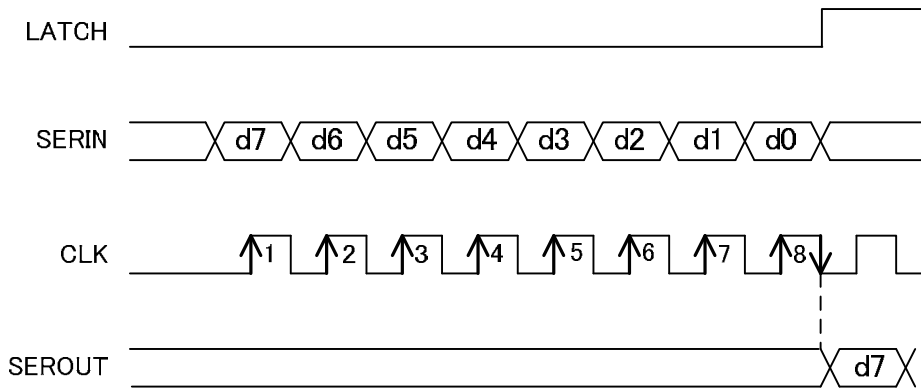 LATCH
SERIN d7 d6 d5 d4 d3 d2 d1 d0
CLK 1 2 3 4 5 6 7 8
SEROUT d7